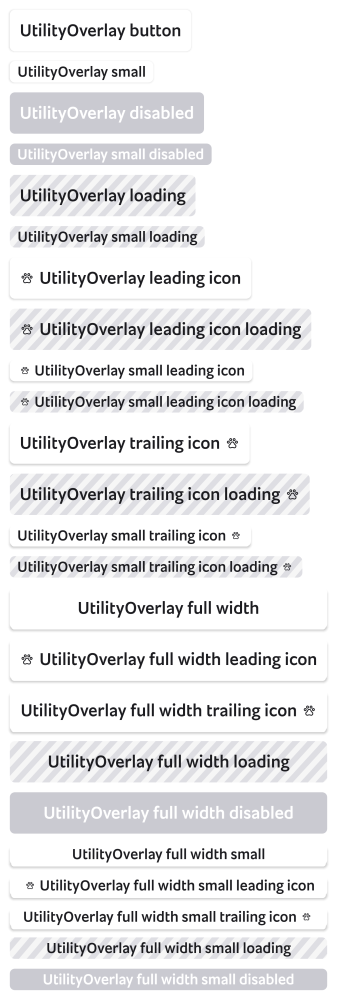 UtilityOverlay button
UtilityOverlay small
UtilityOverlay disabled
UtilityOverlay small disabled
UtilityOverlay loading
UtilityOverlay small loading
UtilityOverlay leading icon
UtilityOverlay leading icon loading
UtilityOverlay small leading icon
UtilityOverlay small leading icon loading
UtilityOverlay trailing icon
UtilityOverlay trailing icon loading
UtilityOverlay small trailing icon
UtilityOverlay small trailing icon loading
UtilityOverlay full width
UtilityOverlay full width leading icon
UtilityOverlay full width trailing icon
UtilityOverlay full width loading
UtilityOverlay full width disabled
UtilityOverlay full width small
UtilityOverlay full width small leading icon
UtilityOverlay full width small trailing icon
UtilityOverlay full width small loading
UtilityOverlay full width small disabled